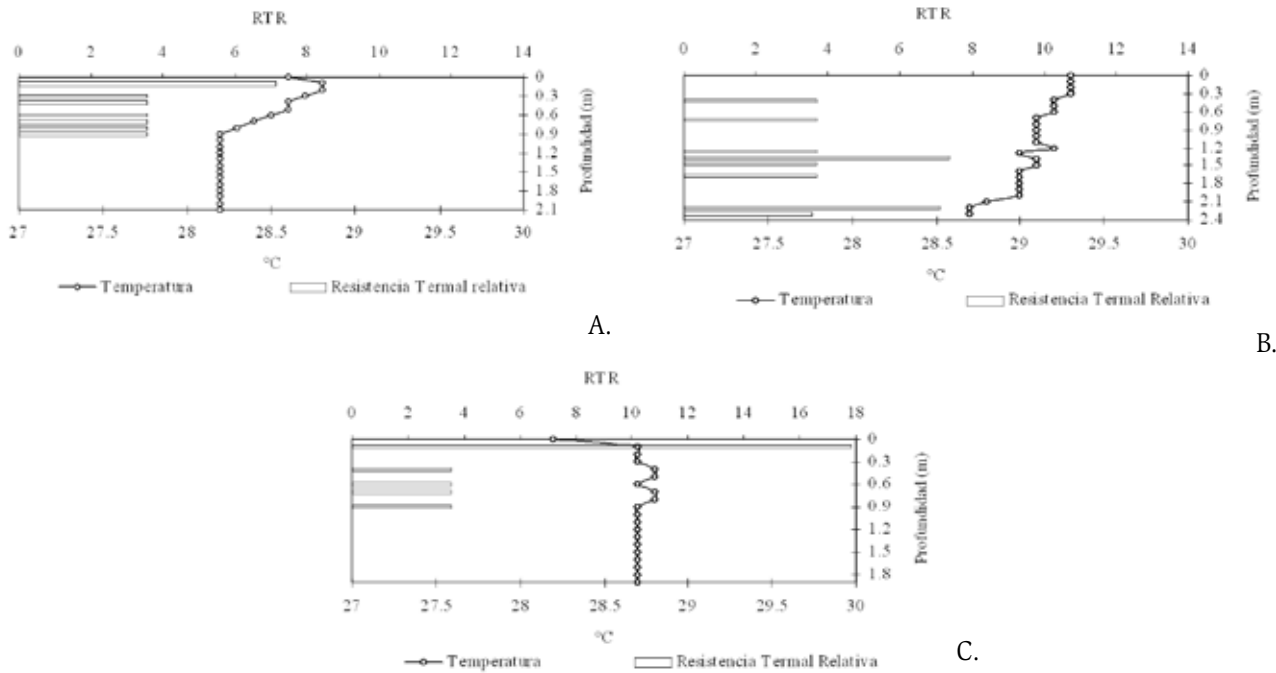 RTR
0 2 4 6 8 10 12 14
0
0.3
0.6
0.9
1.2
1.5
1.8
2.1
Profundidad (m)
27 27.5 28 28.5 29 29.5 30
°C
Temperatura Resistencia Termal relativa
A.
RTR
0 2 4 6 8 10 12 14
0
0.3
0.6
0.9
1.2
1.5
1.8
2.1
2.4
Profundidad (m)
27 27.5 28 28.5 29 29.5 30
°C
Temperatura Resistencia Termal Relativa
B.
RTR
0 2 4 6 8 10 12 14 16 18
0
0.3
0.6
0.9
1.2
1.5
1.8
Profundidad (m)
27 27.5 28 28.5 29 29.5 30
°C
Temperatura Resistencia Termal Relativa
C.